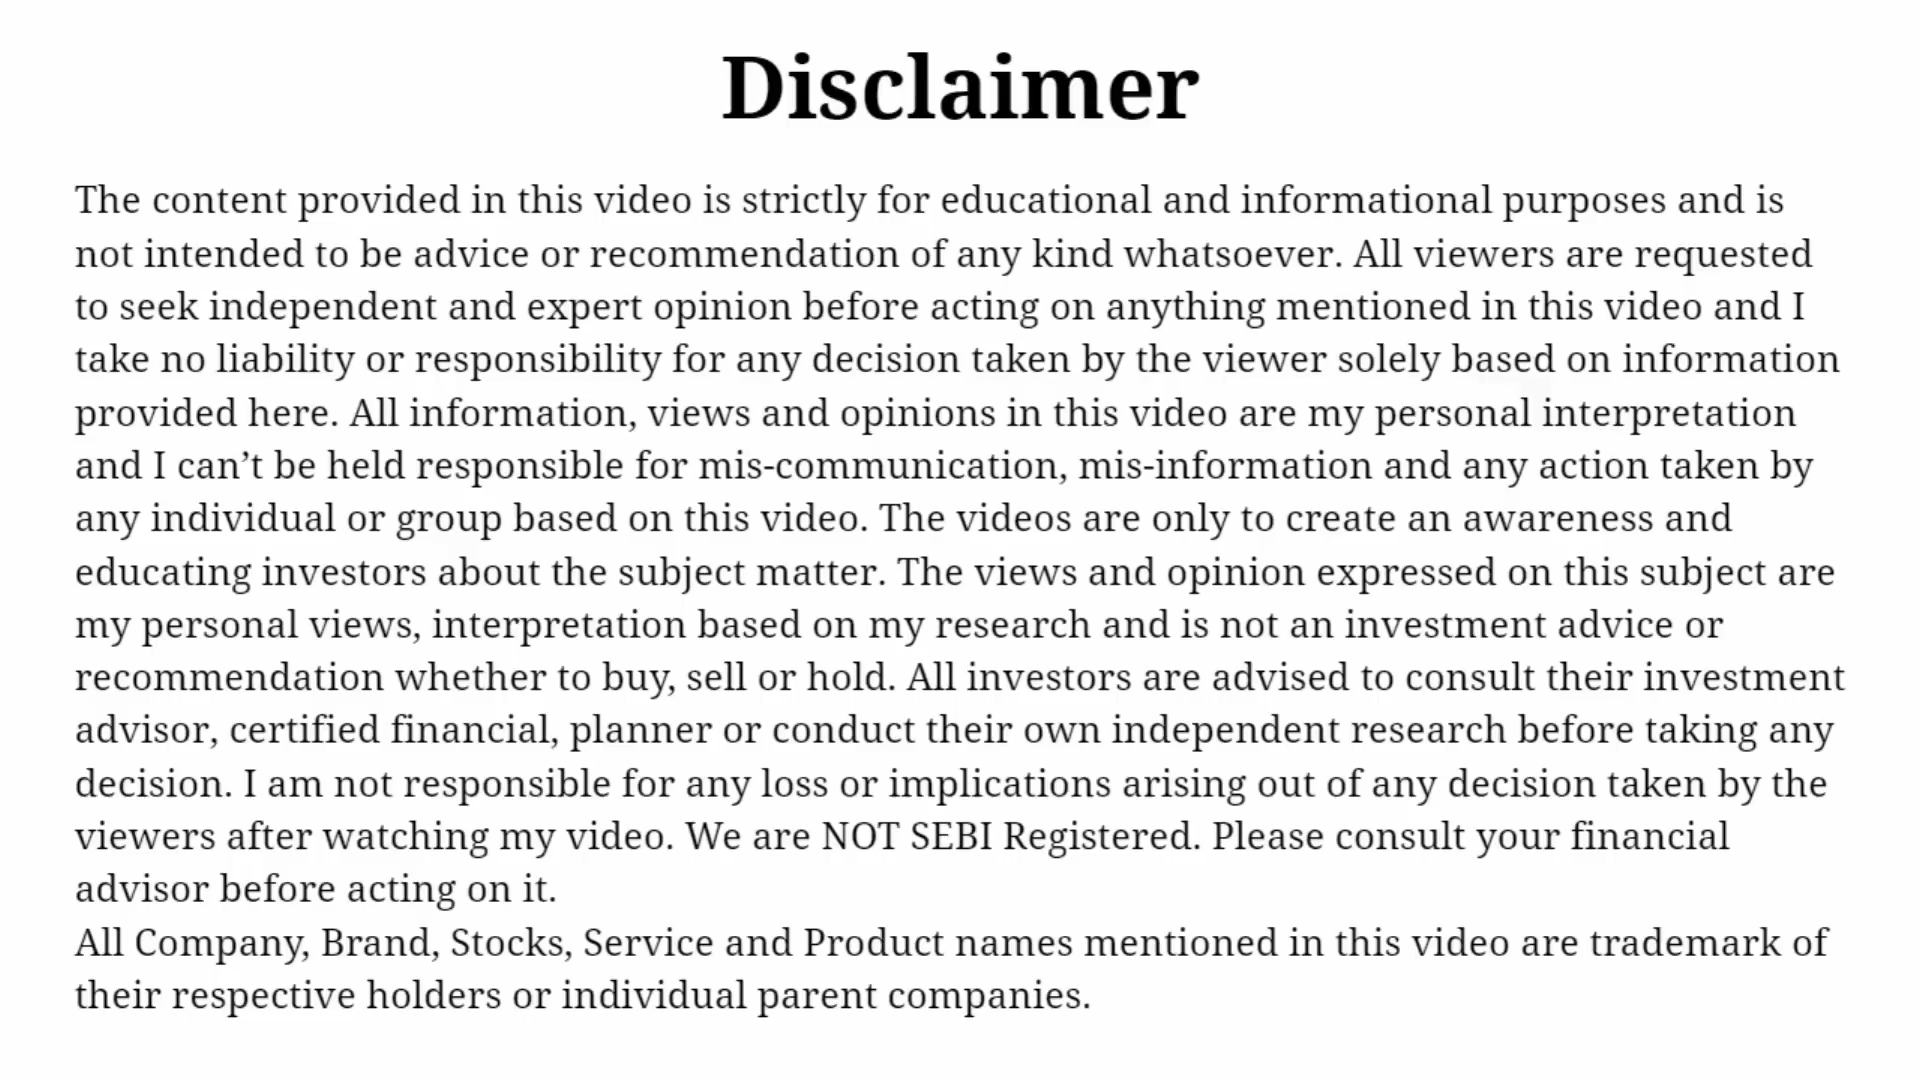 Disclaimer
The content provided in this video is strictly for educational and informational purposes and is
not intended to be advice or recommendation of any kind whatsoever. All viewers are requested
to seek independent and expert opinion before acting on anything mentioned in this video and I
take no liability or responsibility for any decision taken by the viewer solely based on information
provided here. All information, views and opinions in this video are my personal interpretation
and I can’t be held responsible for mis-communication, mis-information and any action taken by
any individual or group based on this video. The videos are only to create an awareness and
educating investors about the subject matter. The views and opinion expressed on this subject are
my personal views, interpretation based on my research and is not an investment advice or
recommendation whether to buy, sell or hold. All investors are advised to consult their investment
advisor, certified financial, planner or conduct their own independent research before taking any
decision. I am not responsible for any loss or implications arising out of any decision taken by the
viewers after watching my video. We are NOT SEBI Registered. Please consult your financial
advisor before acting on it.
All Company, Brand, Stocks, Service and Product names mentioned in this video are trademark of
their respective holders or individual parent companies.